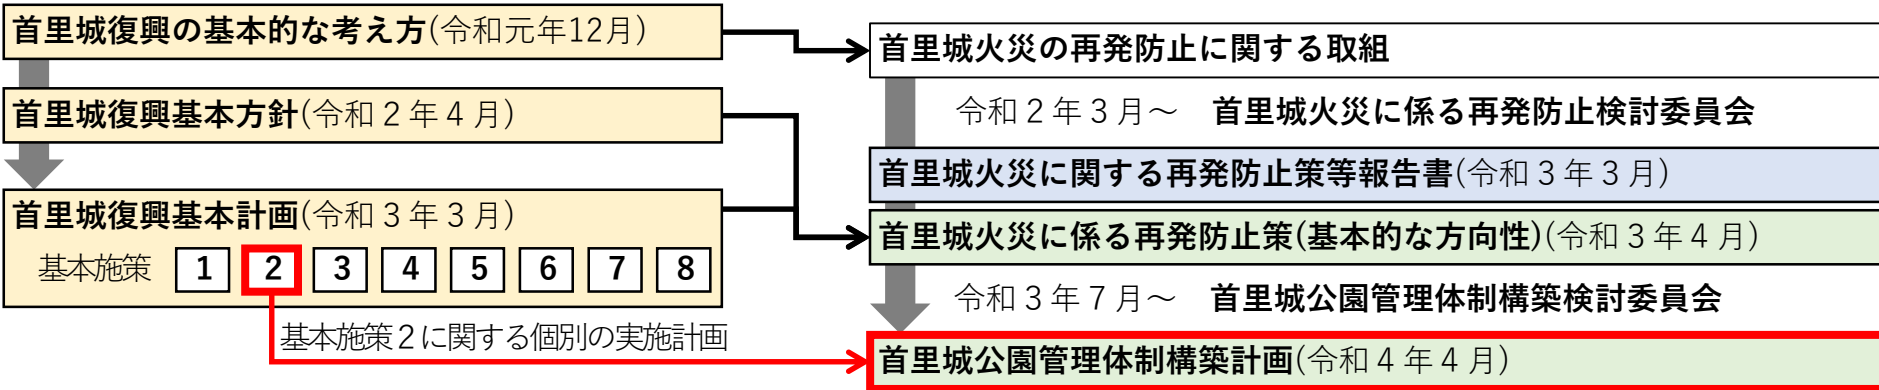 首里城復興の基本的な考え方(令和元年12月)
首里城復興基本方針(令和２年４月)
首里城復興基本計画(令和３年３月)
基本施策 1 2 3 4 5 6 7 8
基本施策２に関する個別の実施計画
首里城火災の再発防止に関する取組
令和２年３月～ 首里城火災に係る再発防止検討委員会
首里城火災に関する再発防止策等報告書(令和３年３月)
首里城火災に係る再発防止策(基本的な方向性)(令和３年４月)
令和３年７月～ 首里城公園管理体制構築検討委員会
首里城公園管理体制構築計画(令和４年４月)